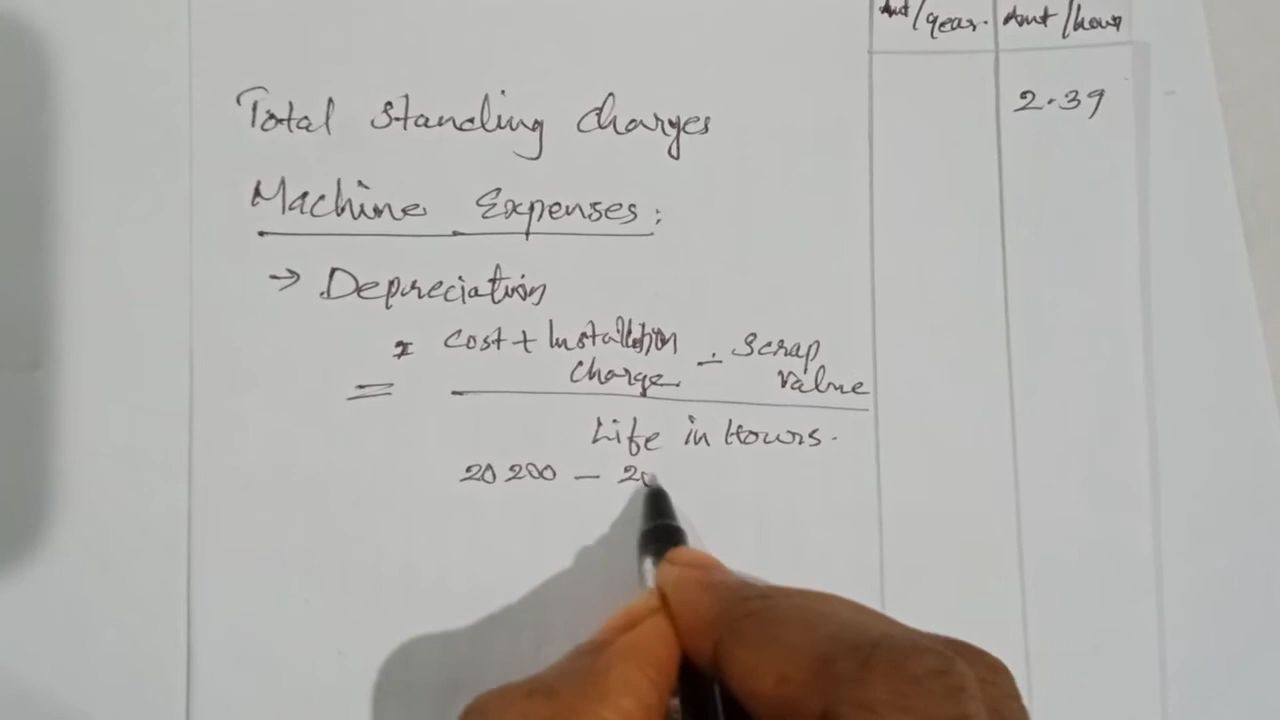 Amt/year. Amt/hour
Total Standing Charges 2.39
Machine Expenses:
→ Depreciation
= Cost + Installation Charge - Scrap Value
Life in Hours.
20200 - 20